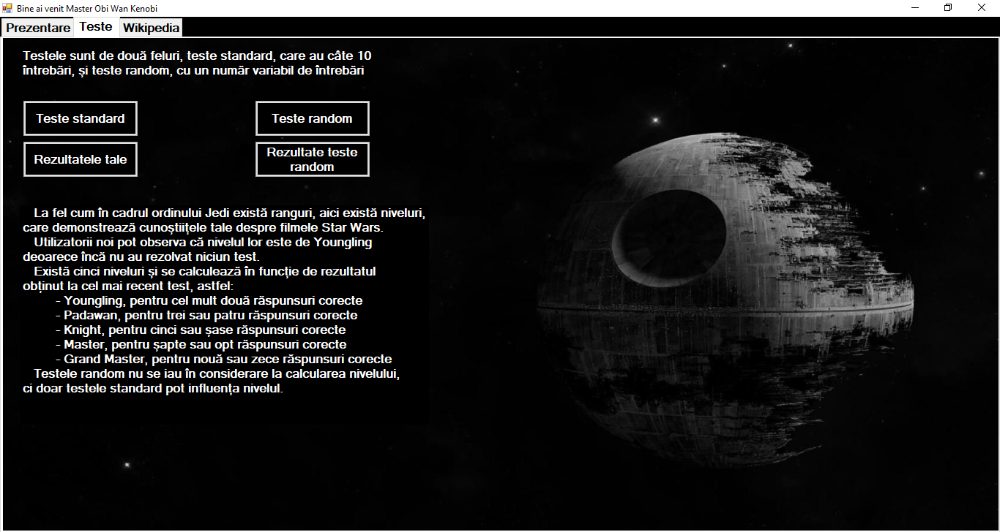 Bine ai venit Master Obi Wan Kenobi
Prezentare Teste Wikipedia
Testele sunt de două feluri, teste standard, care au câte 10
întrebări, și teste random, cu un număr variabil de întrebări
Teste standard
Teste random
Rezultatele tale
Rezultate teste
random
La fel cum în cadrul ordinului Jedi există ranguri, aici există niveluri,
care demonstrează cunoștiițele tale despre filmele Star Wars.
Utilizatorii noi pot observa că nivelul lor este de Youngling
deoarece încă nu au rezolvat niciun test.
Există cinci niveluri și se calculează în funcție de rezultatul
obținut la cel mai recent test, astfel:
- Youngling, pentru cel mult două răspunsuri corecte
- Padawan, pentru trei sau patru răspunsuri corecte
- Knight, pentru cinci sau șase răspunsuri corecte
- Master, pentru șapte sau opt răspunsuri corecte
- Grand Master, pentru nouă sau zece răspunsuri corecte
Testele random nu se iau în considerare la calcularea nivelului,
ci doar testele standard pot influența nivelul.